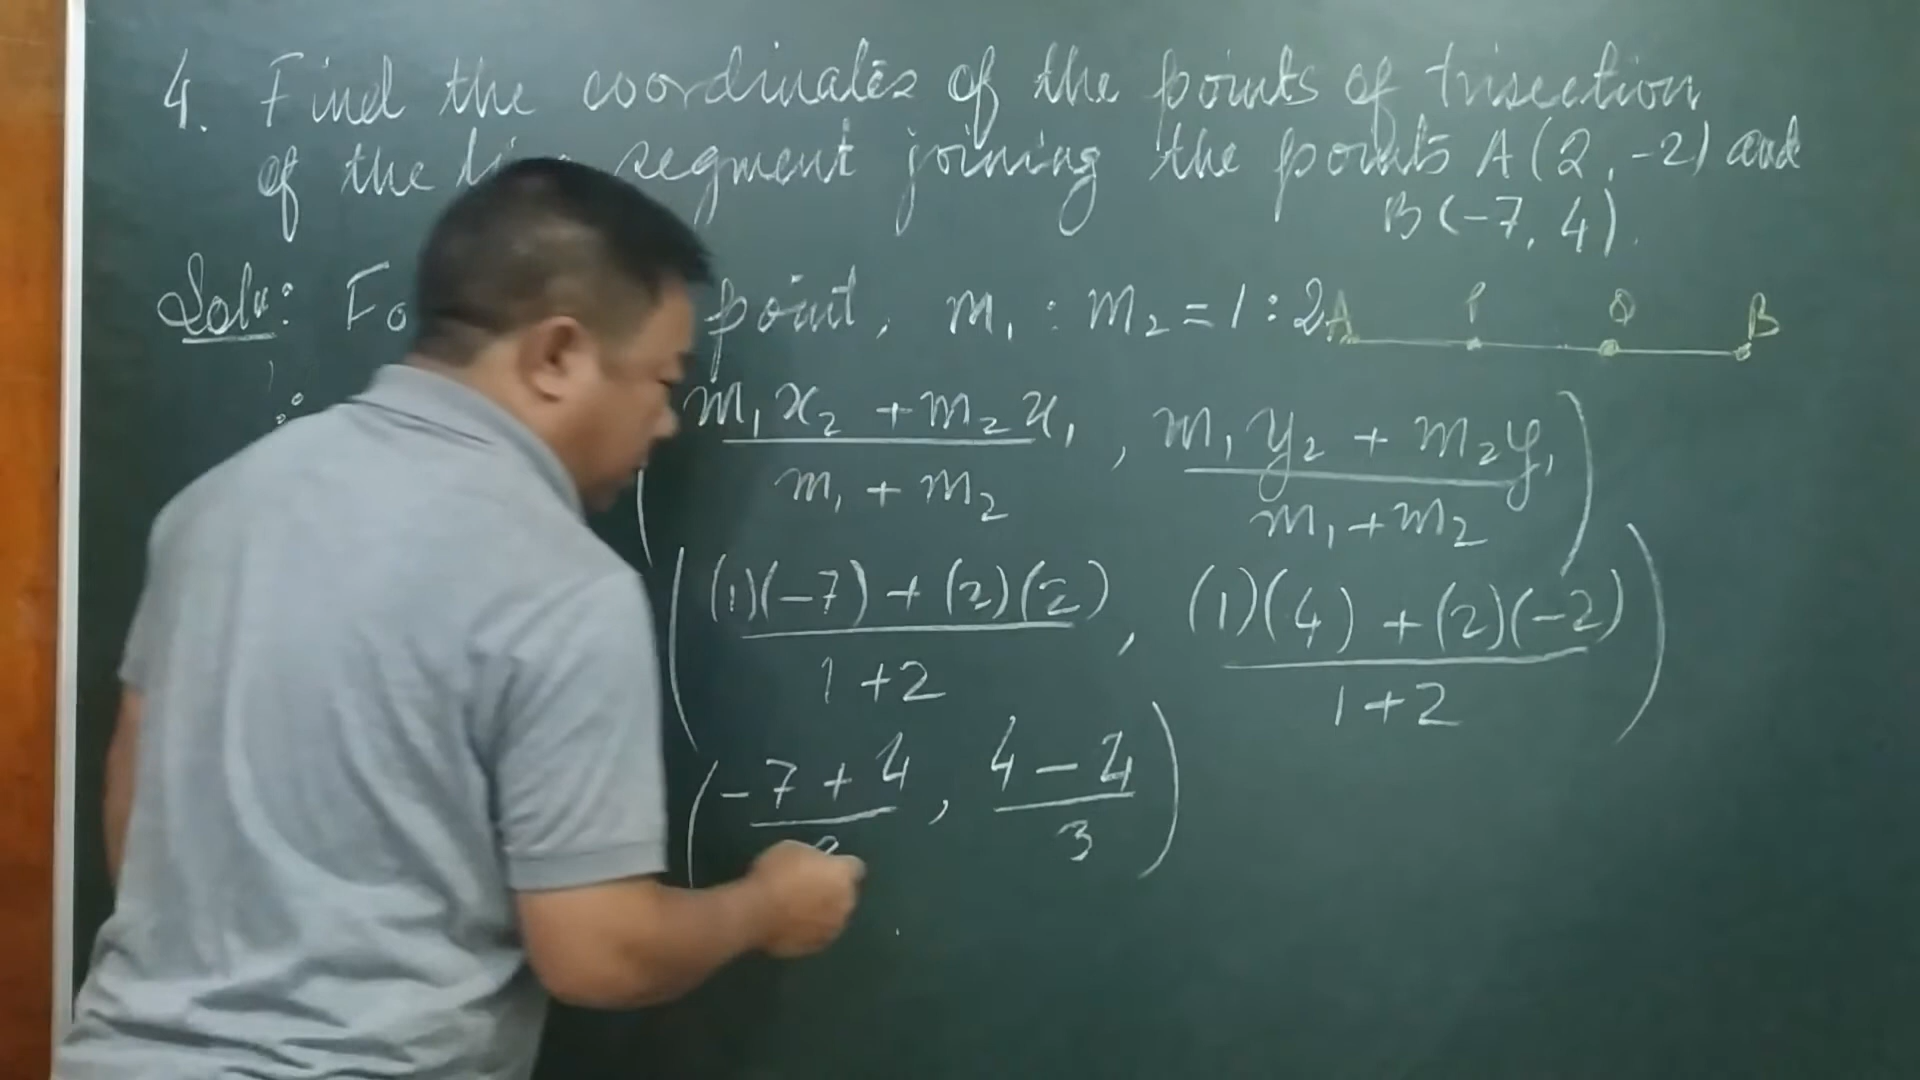 4. Find the coordinates of the points of trisection
of the segment joining the points A(2, -2) and
B(-7, 4).
Soln: point, m₁ : m₂ = 1 : 2
A P Q B
∴ ( m₁x₂ + m₂x₁ / m₁ + m₂ , m₁y₂ + m₂y₁ / m₁ + m₂ )
( (1)(-7) + (2)(2) / 1+2 , (1)(4) + (2)(-2) / 1+2 )
( -7 + 4 , 4 - 4 / 3 )